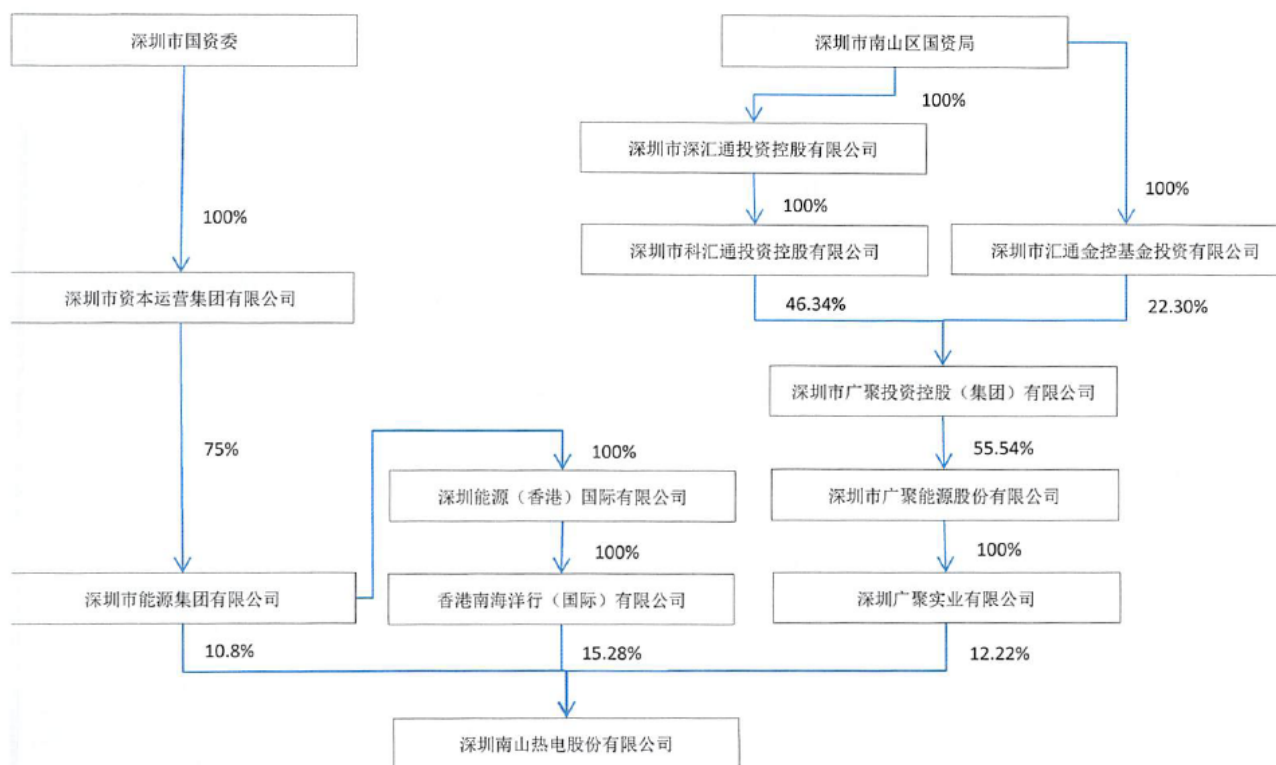 深圳市国资委
深圳市南山区国资局
100%
深圳市深汇通投资控股有限公司
100%
100%
100%
深圳市科汇通投资控股有限公司
深圳市汇通金控基金投资有限公司
深圳市资本运营集团有限公司
46.34%
22.30%
深圳市广聚投资控股（集团）有限公司
75%
100%
55.54%
深圳能源（香港）国际有限公司
深圳市广聚能源股份有限公司
100%
100%
深圳市能源集团有限公司
香港南海洋行（国际）有限公司
深圳广聚实业有限公司
10.8%
15.28%
12.22%
深圳南山热电股份有限公司